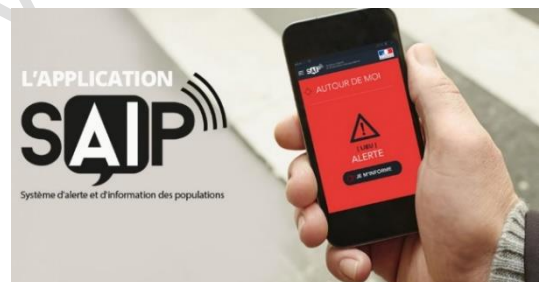 L'APPLICATION
SAIP
Système d'alerte et d'information des populations
SAIP
AUTOUR DE MOI
ALERTE
JE M'INFORME